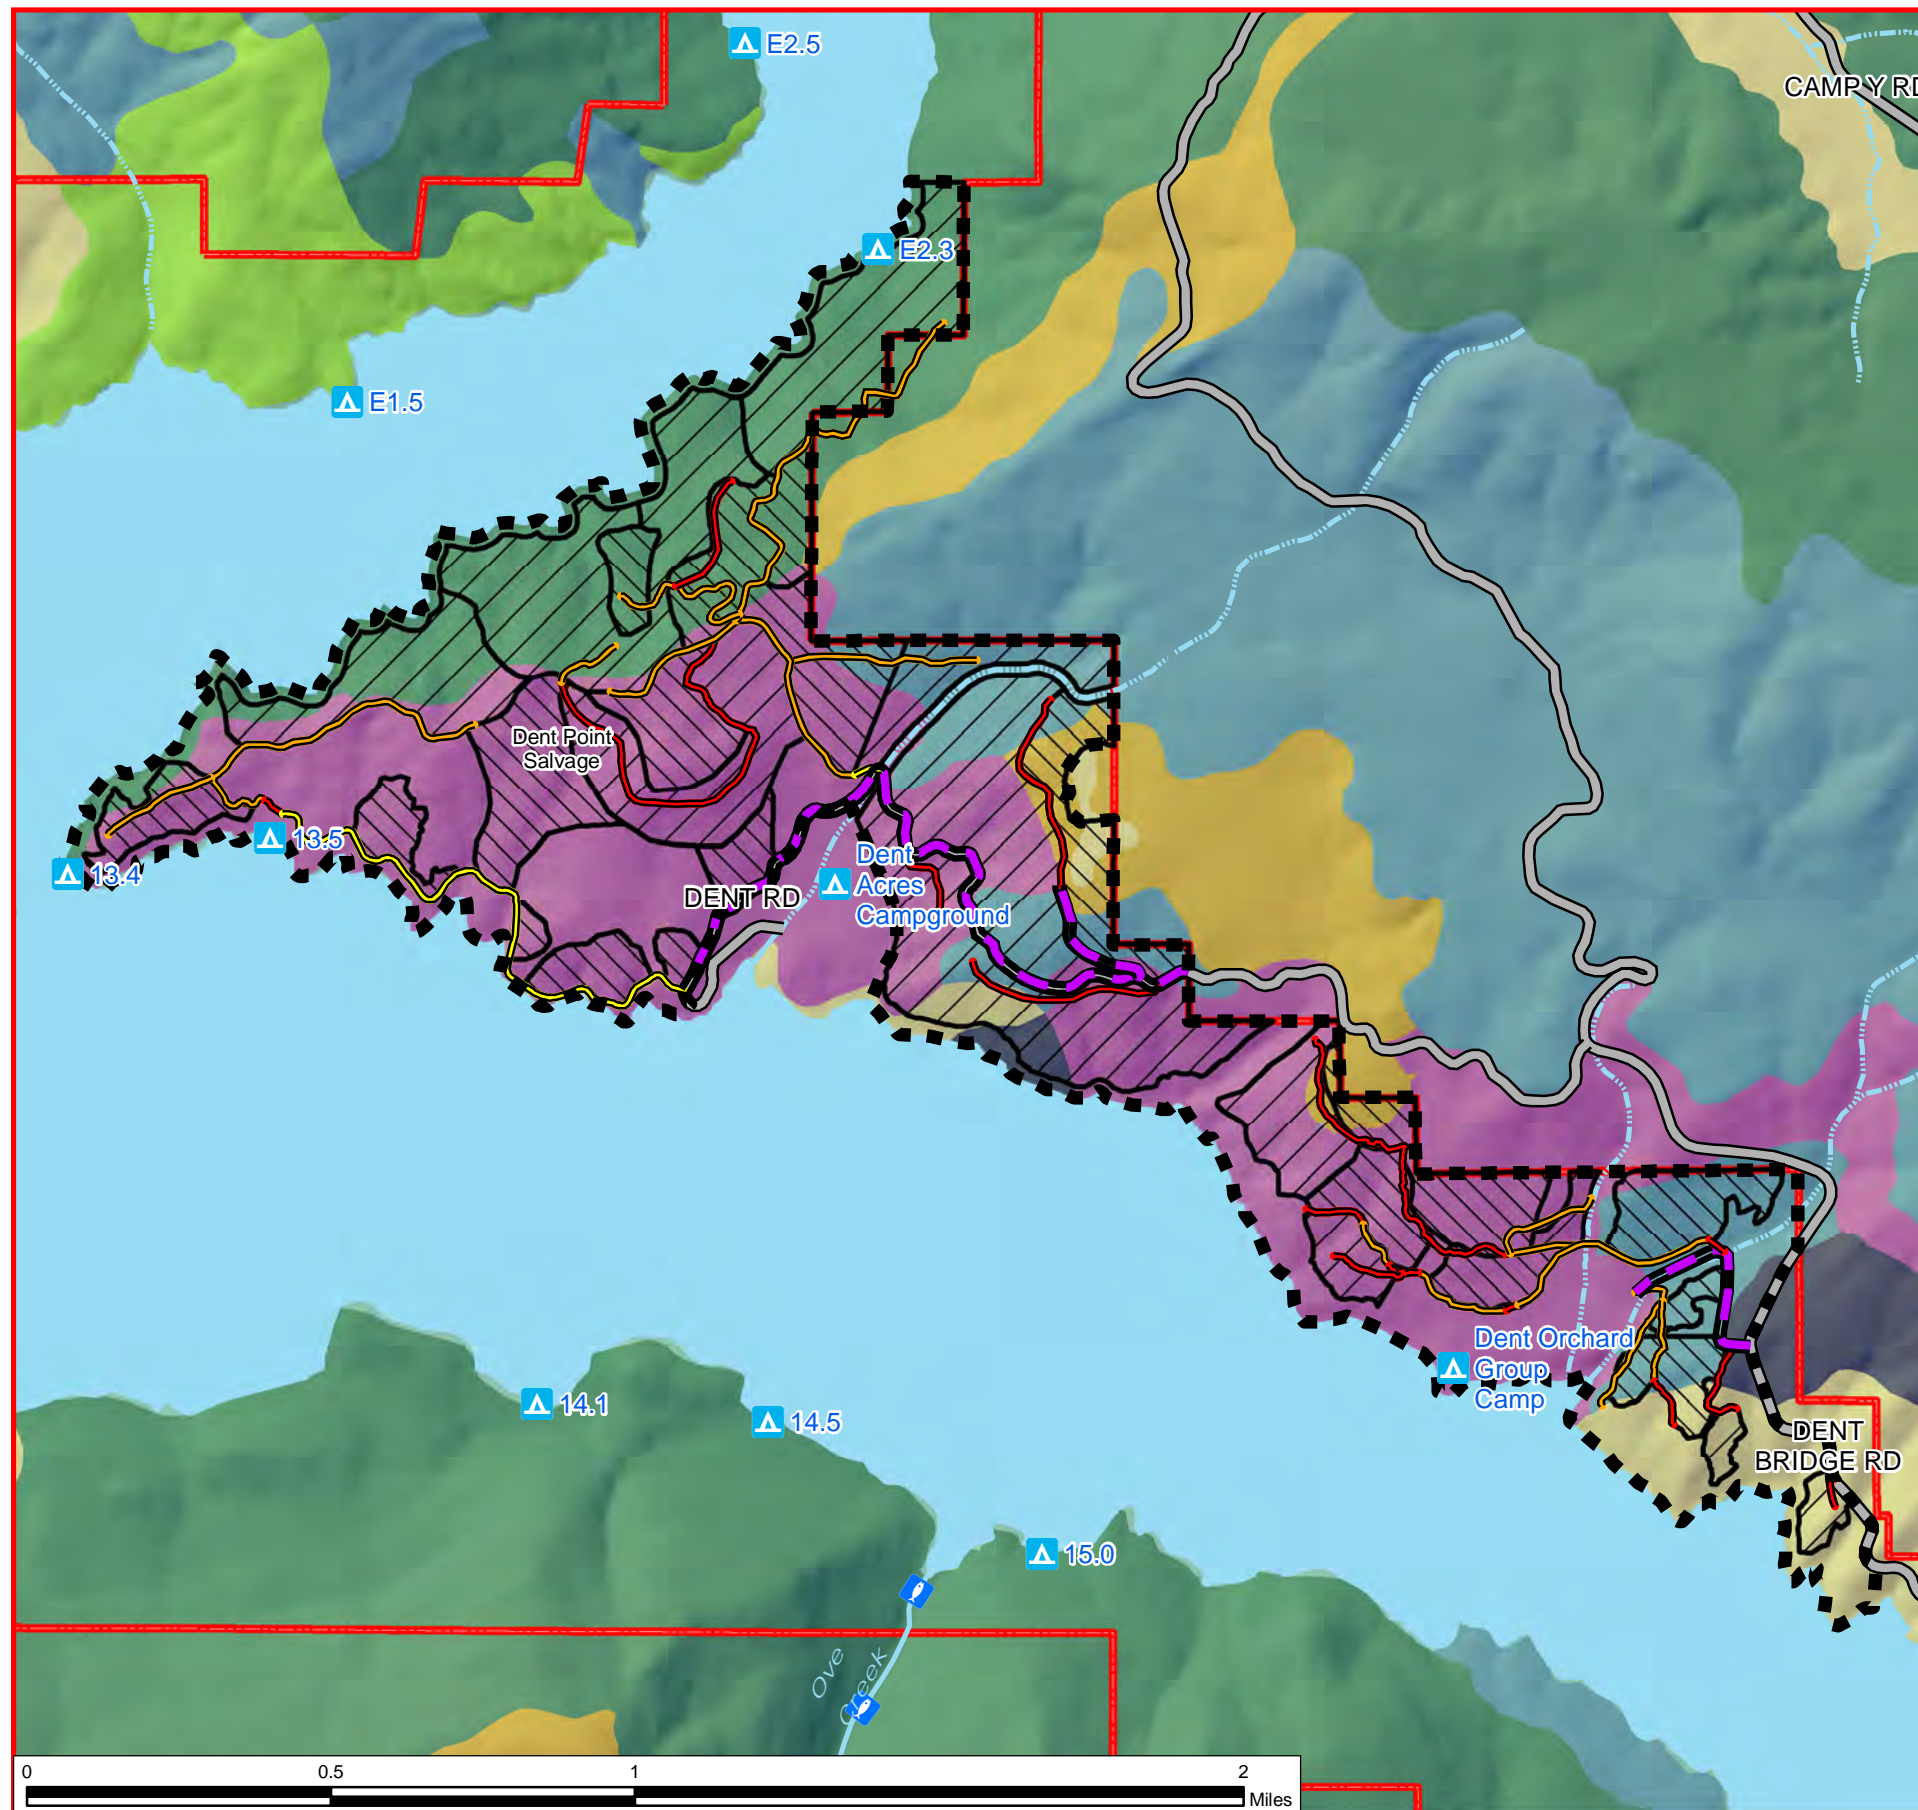 E2.5
CAMP Y RD
E2.3
E1.5
Dent Point
Salvage
13.5
13.4
DENT RD
Dent
Acres
Campground
Dent Orchard
Group
Camp
14.1
14.5
DENT
BRIDGE RD
15.0
Ove
Creek
0 0.5 1 2
Miles